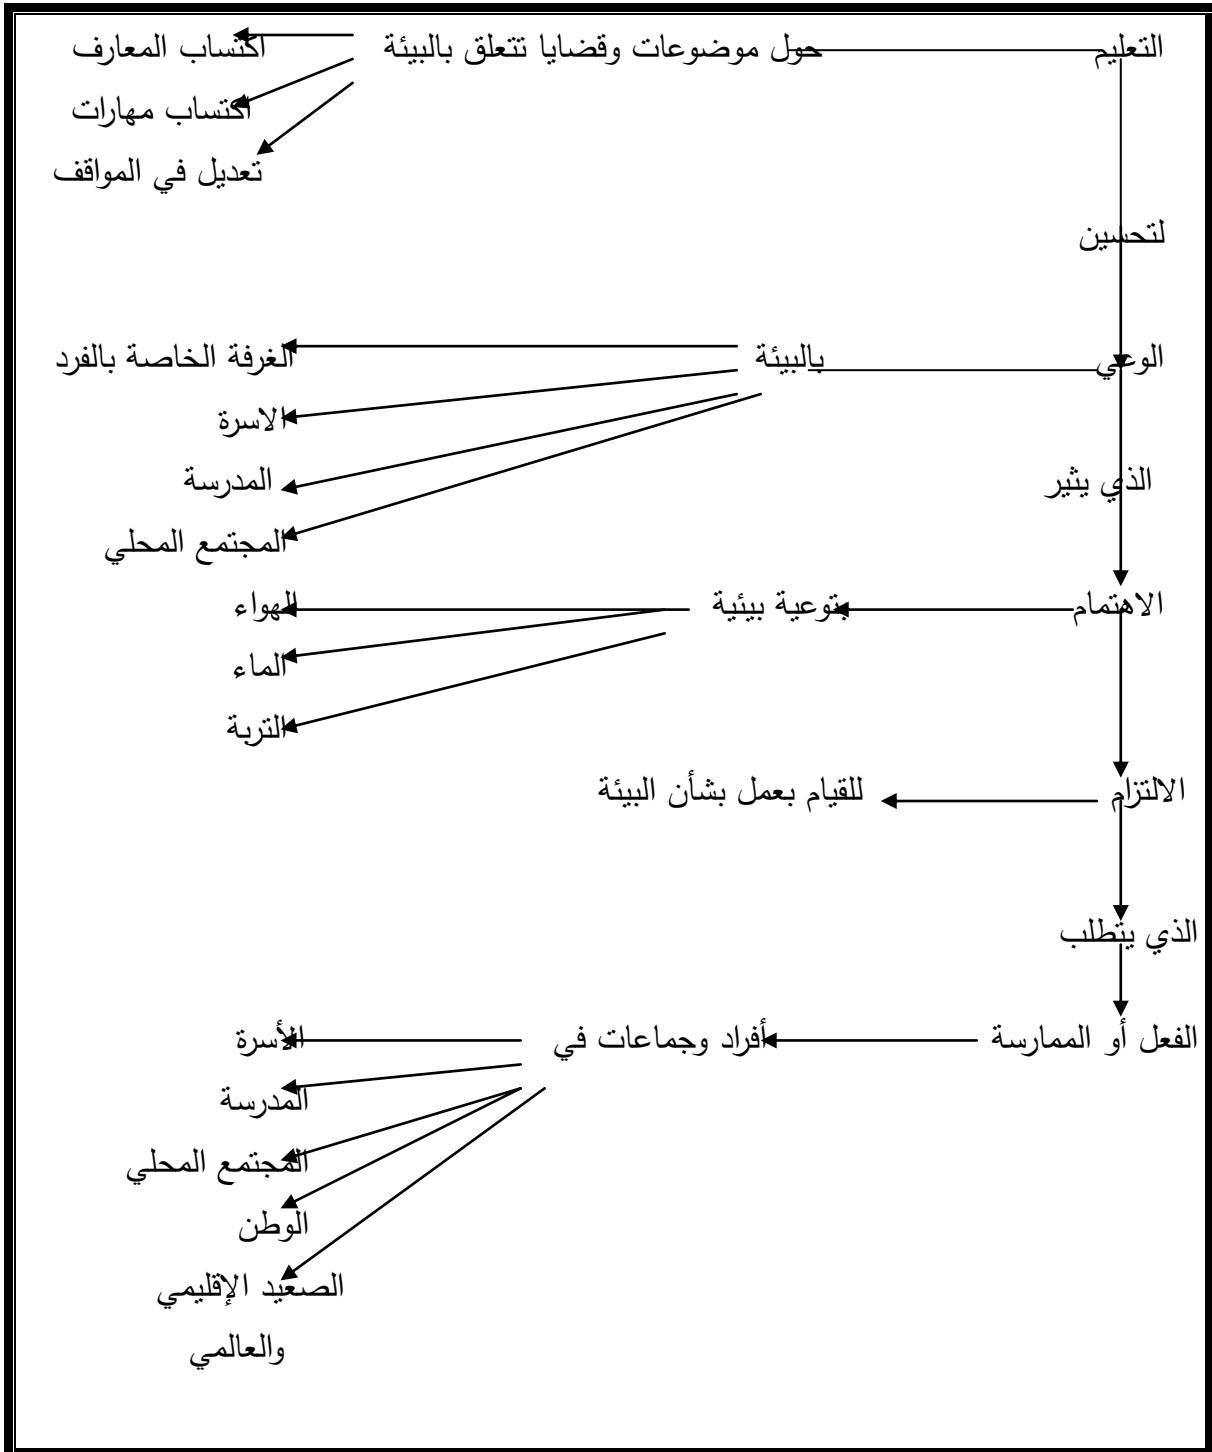 التعليم حول موضوعات وقضايا تتعلق بالبيئة اكتساب المعارف
اكتساب مهارات
تعديل في المواقف
لتحسين
الوعي بالبيئة الغرفة الخاصة بالفرد
الاسرة
الذي يثير المدرسة
المجتمع المحلي
الاهتمام بتوعية بيئية الهواء
الماء
التربة
الالتزام للقيام بعمل بشأن البيئة
الذي يتطلب
الفعل أو الممارسة أفراد وجماعات في الأسرة
المدرسة
المجتمع المحلي
الوطن
الصعيد الإقليمي
والعالمي